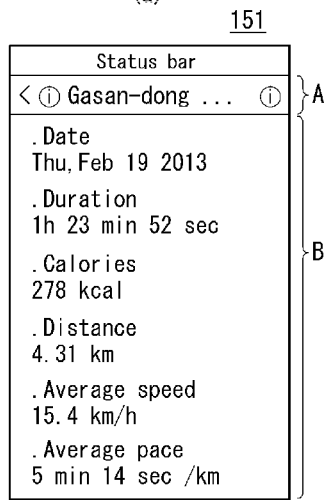 151
Status bar
< ⓘ Gasan-dong ... ⓘ
A
.Date
Thu,Feb 19 2013
.Duration
1h 23 min 52 sec
B
.Calories
278 kcal
.Distance
4.31 km
.Average speed
15.4 km/h
.Average pace
5 min 14 sec /km